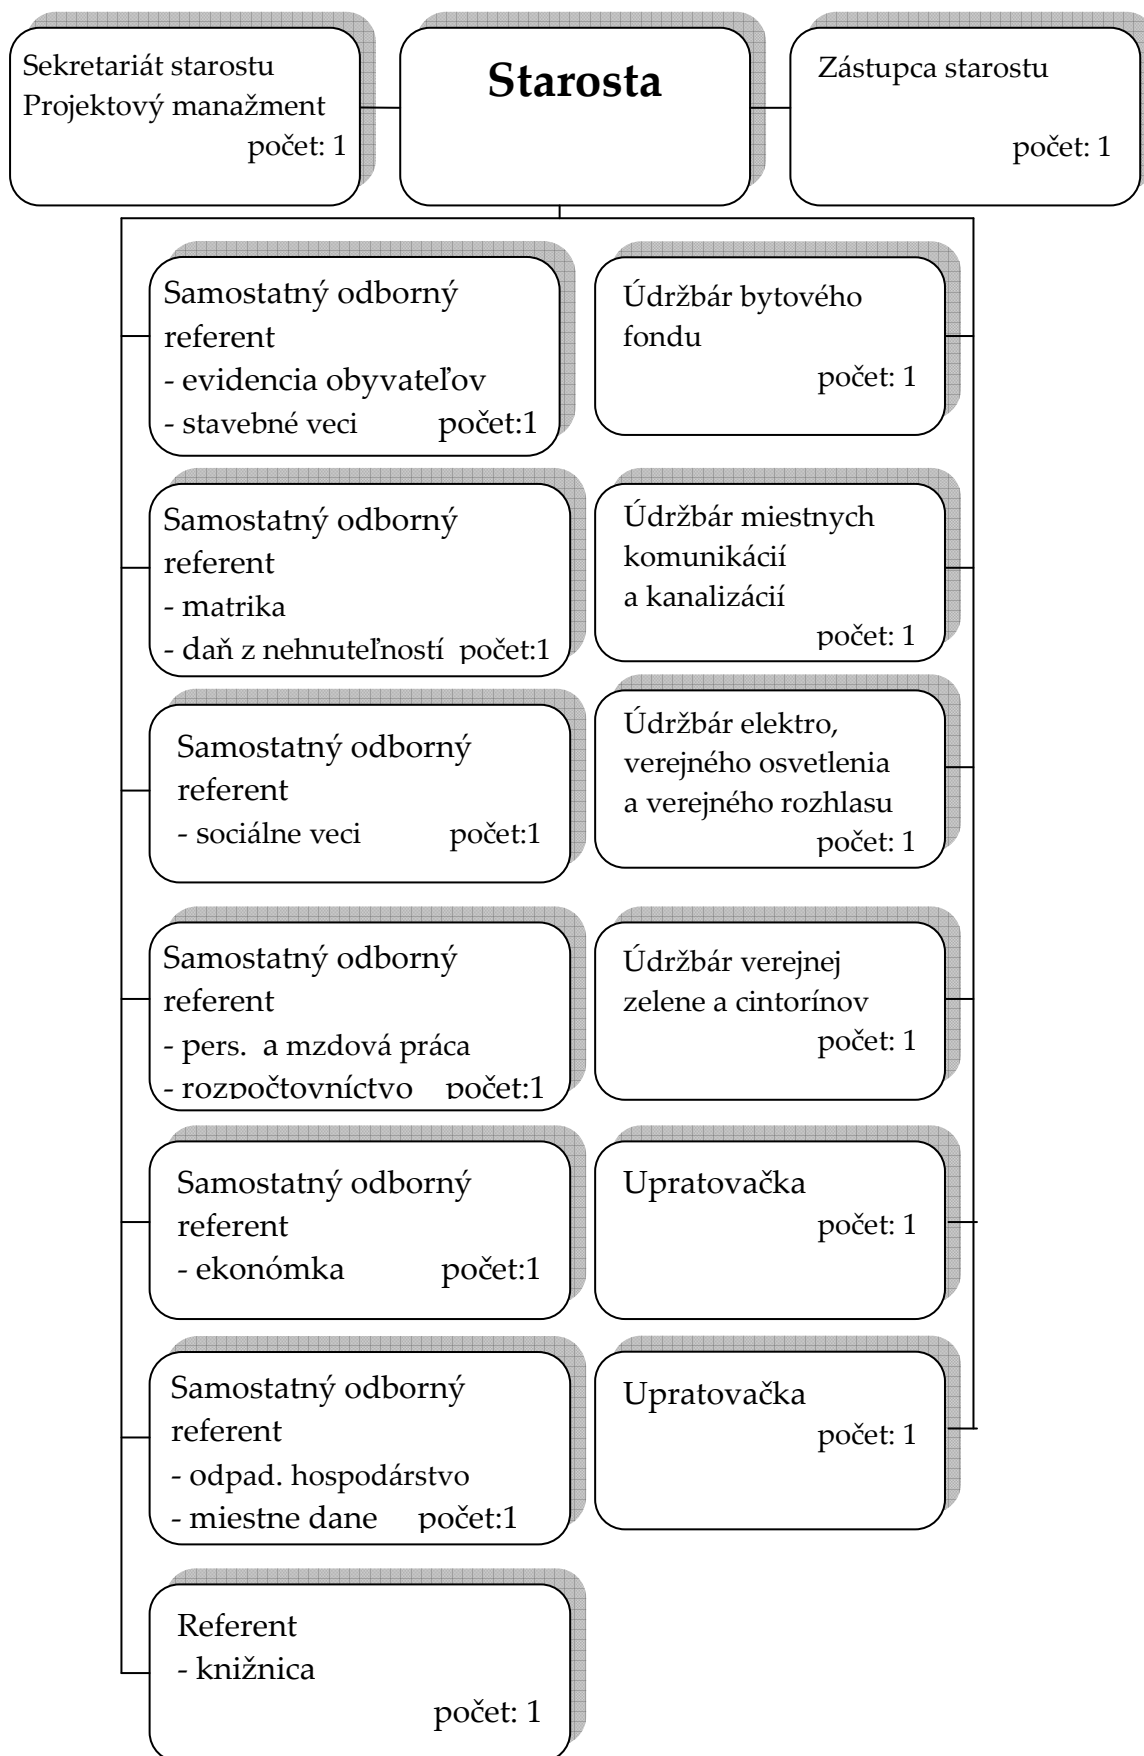 Sekretariát starostu
Projektový manažment
počet: 1
Starosta
Zástupca starostu
počet: 1
Samostatný odborný
referent
- evidencia obyvateľov
- stavebné veci počet:1
Samostatný odborný
referent
- matrika
- daň z nehnuteľností počet:1
Samostatný odborný
referent
- sociálne veci počet:1
Samostatný odborný
referent
- pers. a mzdová práca
- rozpočtovníctvo počet:1
Samostatný odborný
referent
- ekonómka počet:1
Samostatný odborný
referent
- odpad. hospodárstvo
- miestne dane počet:1
Referent
- knižnica
počet: 1
Údržbár bytového
fondu
počet: 1
Údržbár miestnych
komunikácií
a kanalizácií
počet: 1
Údržbár elektro,
verejného osvetlenia
a verejného rozhlasu
počet: 1
Údržbár verejnej
zelene a cintorínov
počet: 1
Upratovačka
počet: 1
Upratovačka
počet: 1